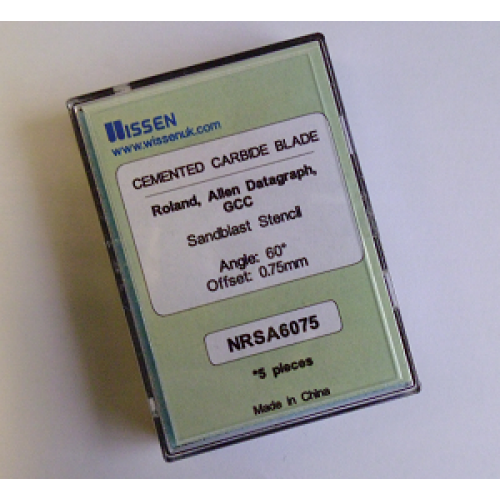 WISSEN
www.wissenuk.com
CEMENTED CARBIDE BLADE
Roland, Allen Datagraph,
GCC
Sandblast Stencil
Angle: 60°
Offset: 0.75mm
NRSA6075
*5 pieces
Made in China